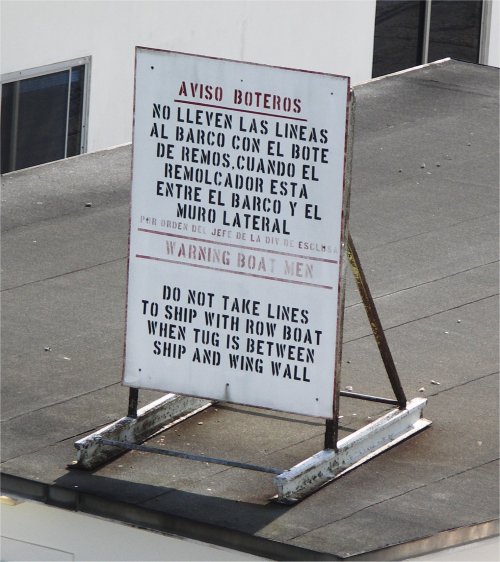 AVISO BOTEROS
NO LLEVEN LAS LINEAS
AL BARCO CON EL BOTE
DE REMOS.CUANDO EL
REMOLCADOR ESTA
ENTRE EL BARCO Y EL
MURO LATERAL
POR ORDEN DEL JEFE DE LA DIV DE ESCLUSA
WARNING BOAT MEN
DO NOT TAKE LINES
TO SHIP WITH ROW BOAT
WHEN TUG IS BETWEEN
SHIP AND WING WALL